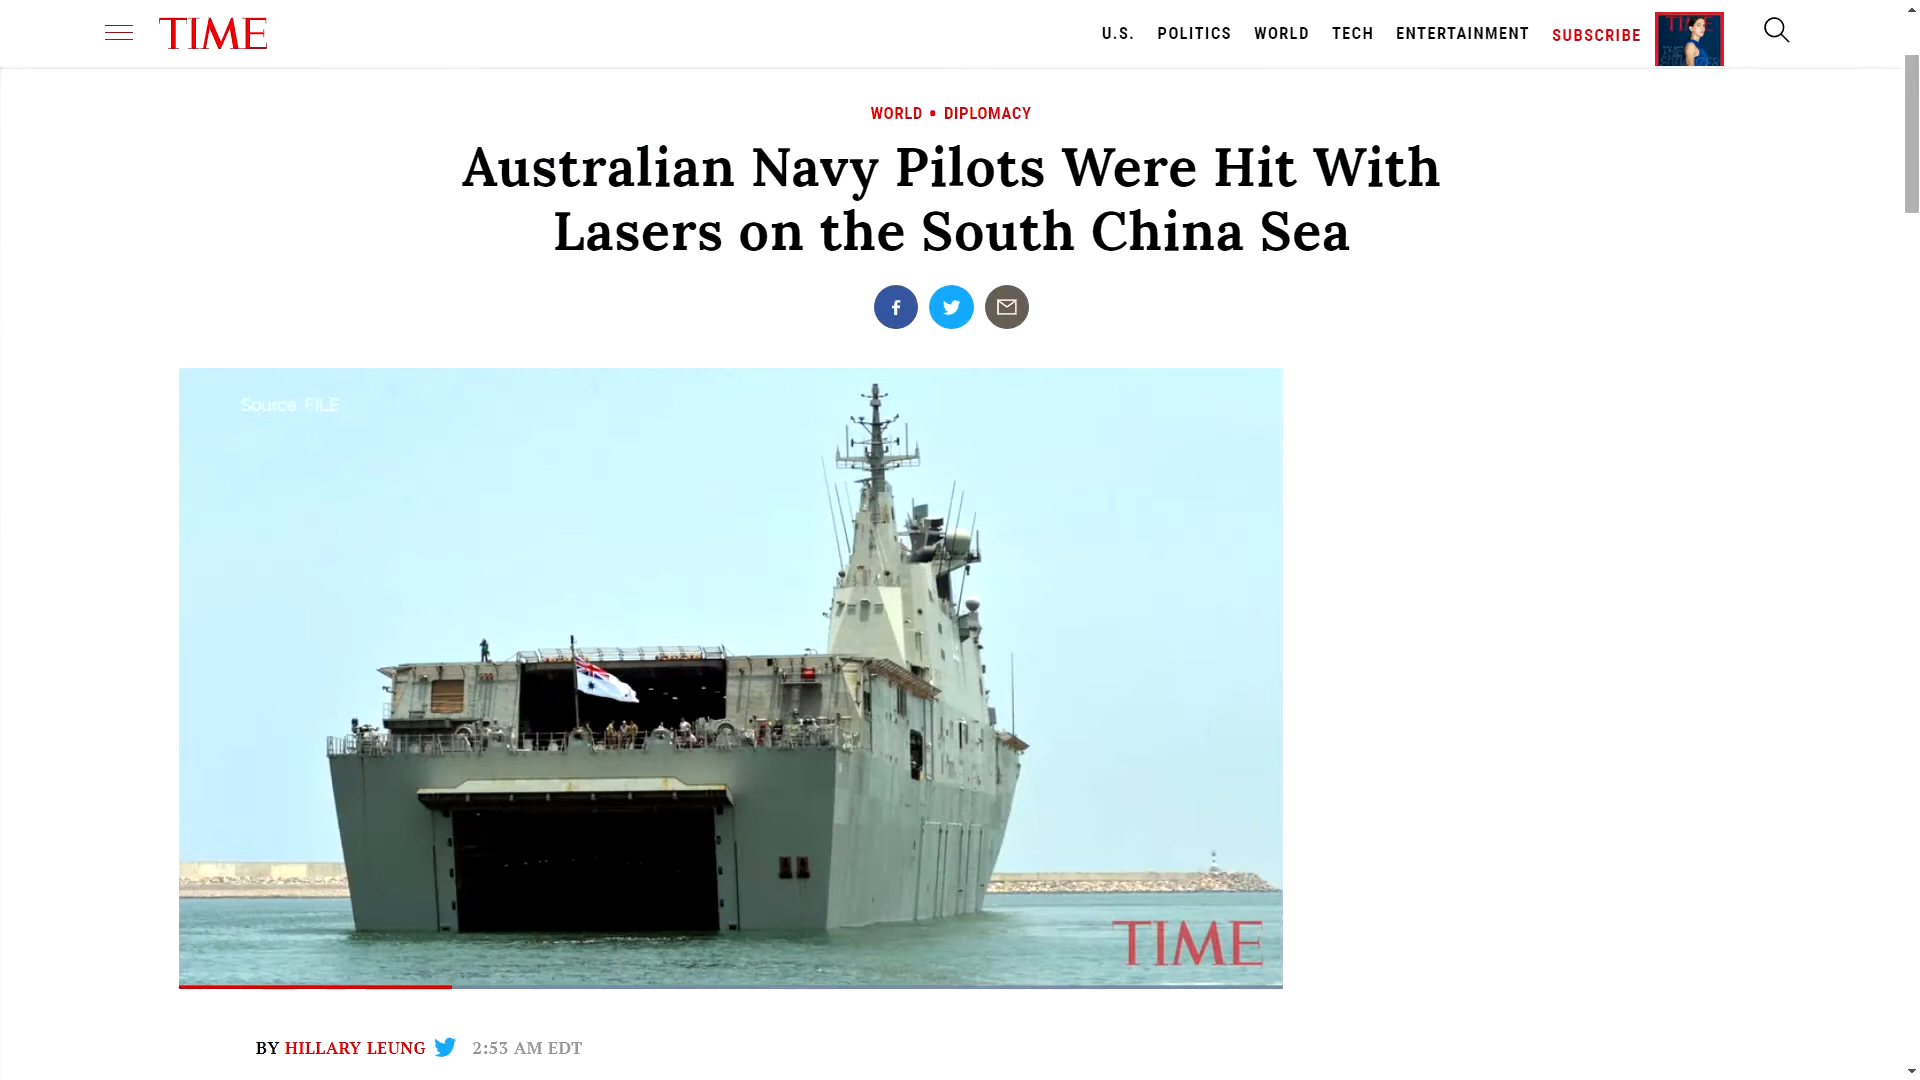 TIME
U.S. POLITICS WORLD TECH ENTERTAINMENT SUBSCRIBE
TIME
WORLD • DIPLOMACY
Australian Navy Pilots Were Hit With
Lasers on the South China Sea
Source: FILE
TIME
BY HILLARY LEUNG 2:53 AM EDT